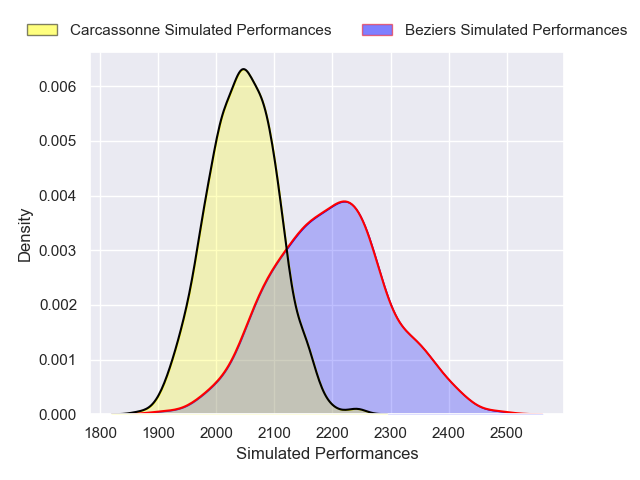 Carcassonne Simulated Performances Beziers Simulated Performances
0.006
0.005
0.004
0.003
0.002
0.001
0.000
Density
1800 1900 2000 2100 2200 2300 2400 2500
Simulated Performances